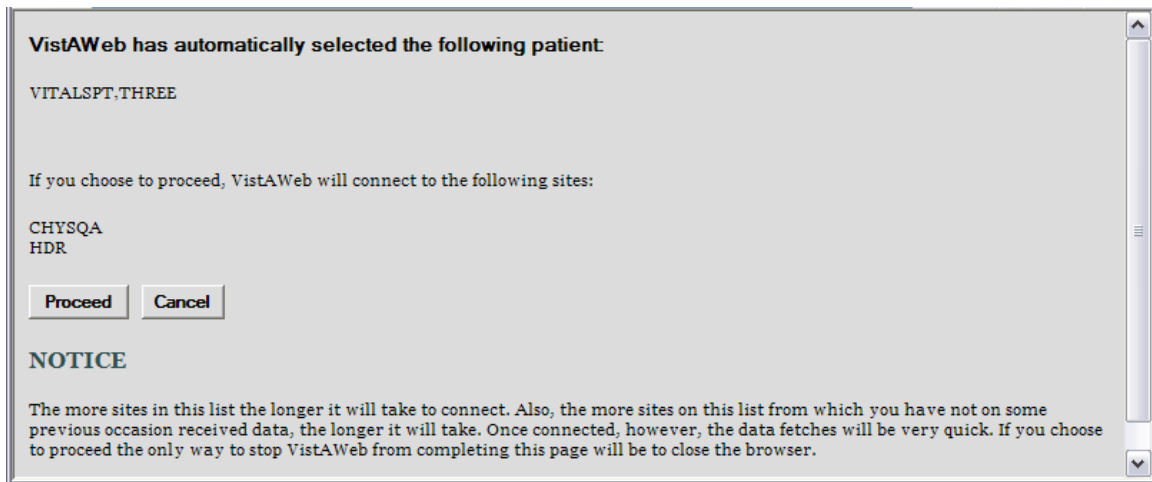 VistAWeb has automatically selected the following patient:
VITALSPT,THREE
If you choose to proceed, VistAWeb will connect to the following sites:
CHYSQA
HDR
Proceed Cancel
NOTICE
The more sites in this list the longer it will take to connect. Also, the more sites on this list from which you have not on some
previous occasion received data, the longer it will take. Once connected, however, the data fetches will be very quick. If you choose
to proceed the only way to stop VistAWeb from completing this page will be to close the browser.